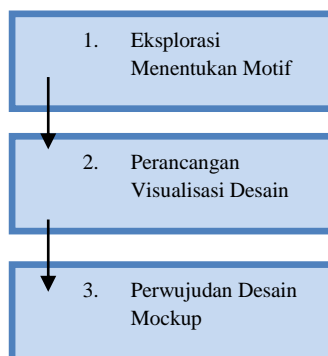 1. Eksplorasi
Menentukan Motif
2. Perancangan
Visualisasi Desain
3. Perwujudan Desain
Mockup